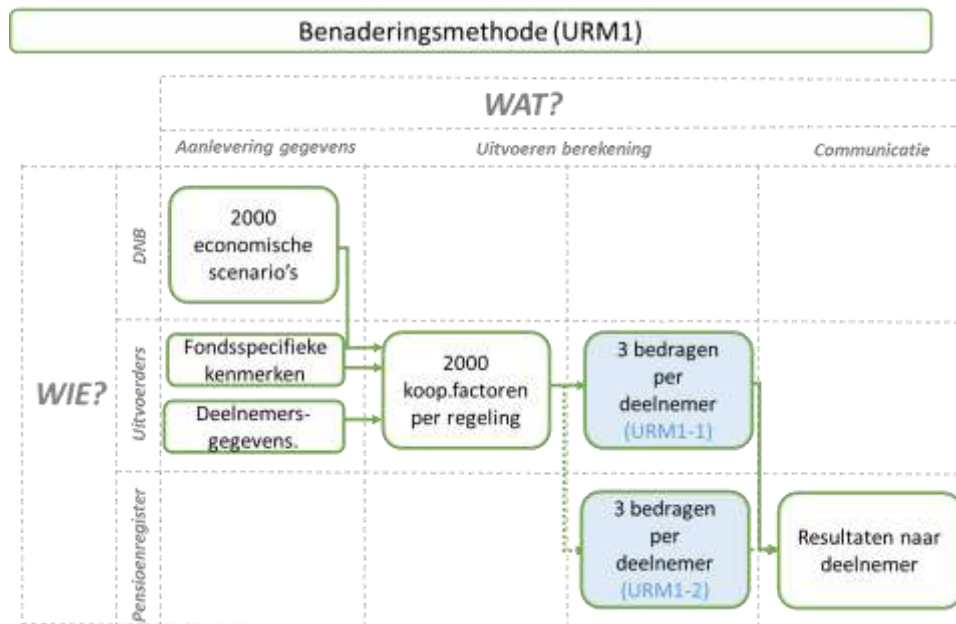 Benaderingsmethode (URM1)
WAT?
Aanlevering gegevens
Uitvoeren berekening
Communicatie
WIE?
DNB
2000
economische
scenario's
Uitvoerders
Fondsspecifieke
kenmerken
Deelnemers-
gegevens.
2000
koop.factoren
per regeling
3 bedragen
per
deelnemer
(URM1-1)
Pensioenregister
3 bedragen
per
deelnemer
(URM1-2)
Resultaten naar
deelnemer